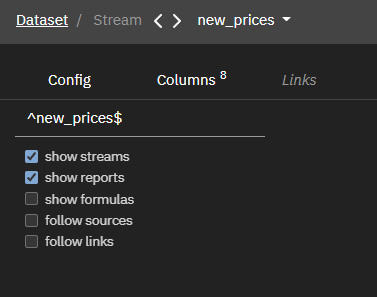 Dataset / Stream < > new_prices
Config Columns 8 Links
^new_prices$
show streams
show reports
show formulas
follow sources
follow links